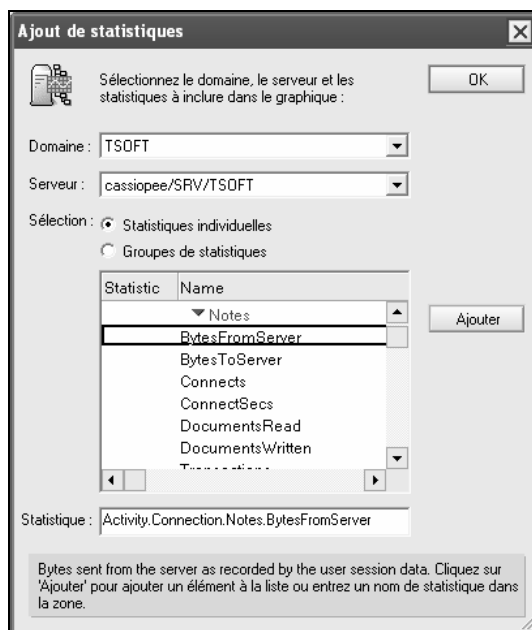 Ajout de statistiques
Sélectionnez le domaine, le serveur et les
statistiques à inclure dans le graphique :
OK
Domaine : TSOFT
Serveur : cassiopee/SRV/TSOFT
Sélection : Statistiques individuelles
Groupes de statistiques
Statistic Name
Notes
BytesFromServer
BytesToServer
Connects
ConnectSecs
DocumentsRead
DocumentsWritten
Transactions
Ajouter
Statistique : Activity.Connection.Notes.BytesFromServer
Bytes sent from the server as recorded by the user session data. Cliquez sur
'Ajouter' pour ajouter un élément à la liste ou entrez un nom de statistique dans
la zone.